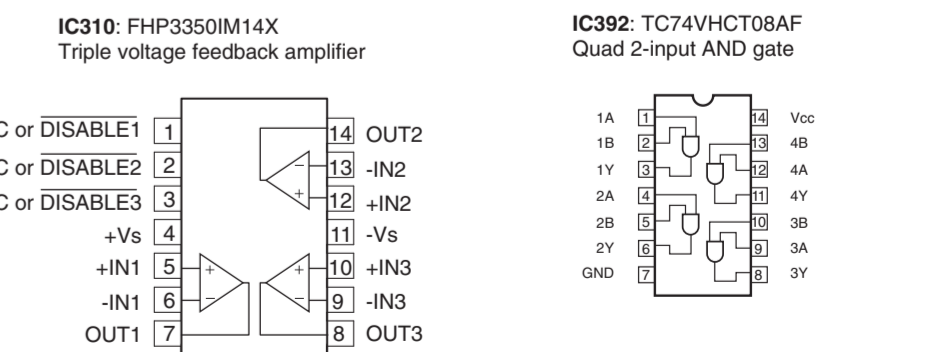 IC310: FHP3350IM14X
Triple voltage feedback amplifier
C or DISABLE1 1
C or DISABLE2 2
C or DISABLE3 3
+Vs 4
+IN1 5
-IN1 6
OUT1 7
14 OUT2
13 -IN2
12 +IN2
11 -Vs
10 +IN3
9 -IN3
8 OUT3
-
+
+
-
+
-
IC392: TC74VHCT08AF
Quad 2-input AND gate
1A 1
1B 2
1Y 3
2A 4
2B 5
2Y 6
GND 7
14 Vcc
13 4B
12 4A
11 4Y
10 3B
9 3A
8 3Y